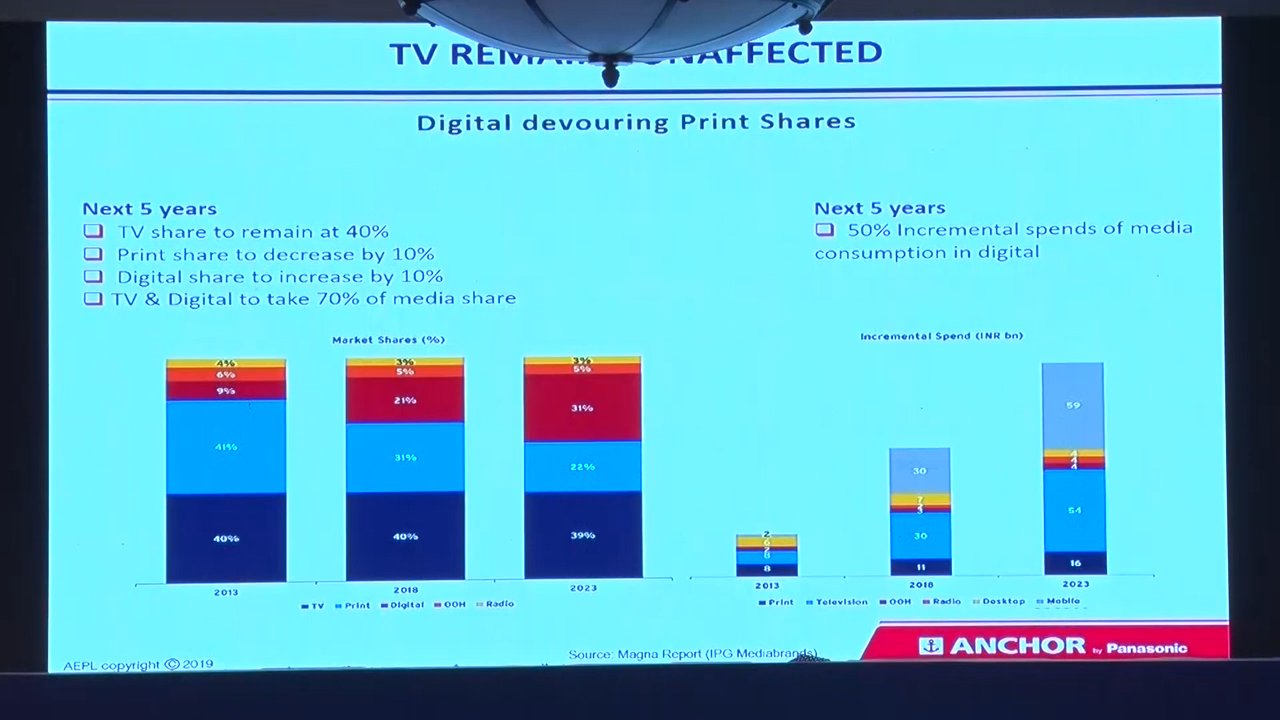 TV REMAINS UNAFFECTED
Digital devouring Print Shares
Next 5 years
TV share to remain at 40%
Print share to decrease by 10%
Digital share to increase by 10%
TV & Digital to take 70% of media share
Next 5 years
50% Incremental spends of media
consumption in digital
Market Shares (%)
4% 3% 3%
6% 5% 5%
9% 21% 31%
41% 31% 22%
40% 40% 39%
2013 2018 2023
TV Print Digital OOH Radio
Incremental Spend (INR bn)
59
30 4
7 4
3 4
2 30 54
8 11 16
2013 2018 2023
Print Television OOH Radio Desktop Mobile
ANCHOR by Panasonic
Source: Magna Report (IPG Mediabrands)
AEPL copyright © 2019